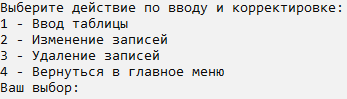 Выберите действие по вводу и корректировке:
1 - Ввод таблицы
2 - Изменение записей
3 - Удаление записей
4 - Вернуться в главное меню
Ваш выбор: